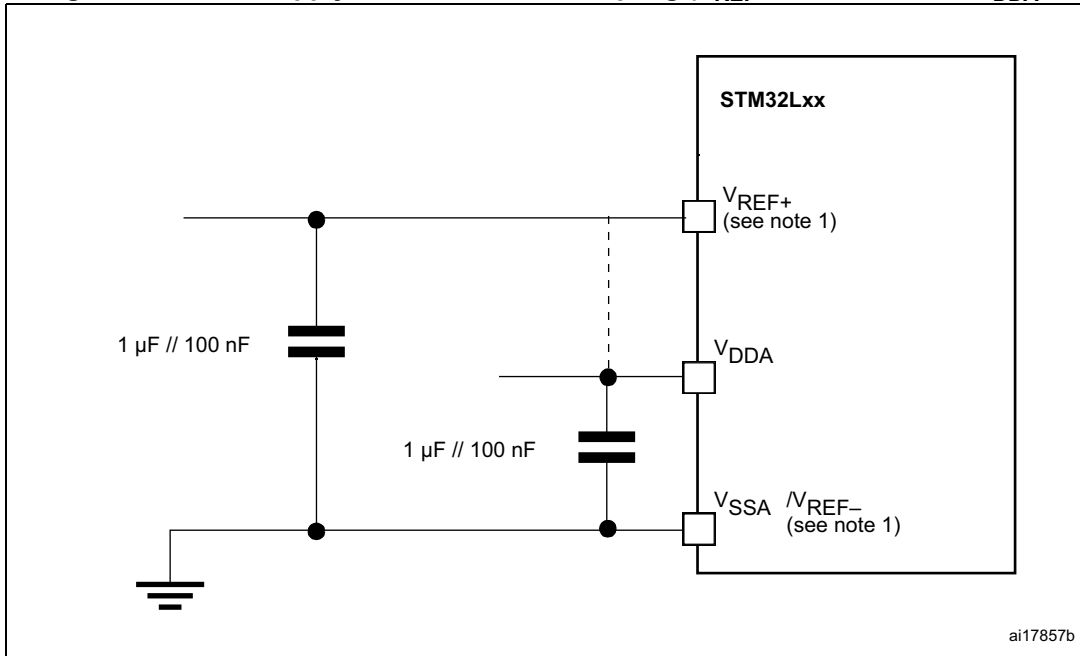 STM32Lxx
VREF+
(see note 1)
1 µF // 100 nF
VDDA
1 µF // 100 nF
VSSA /VREF–
(see note 1)
ai17857b